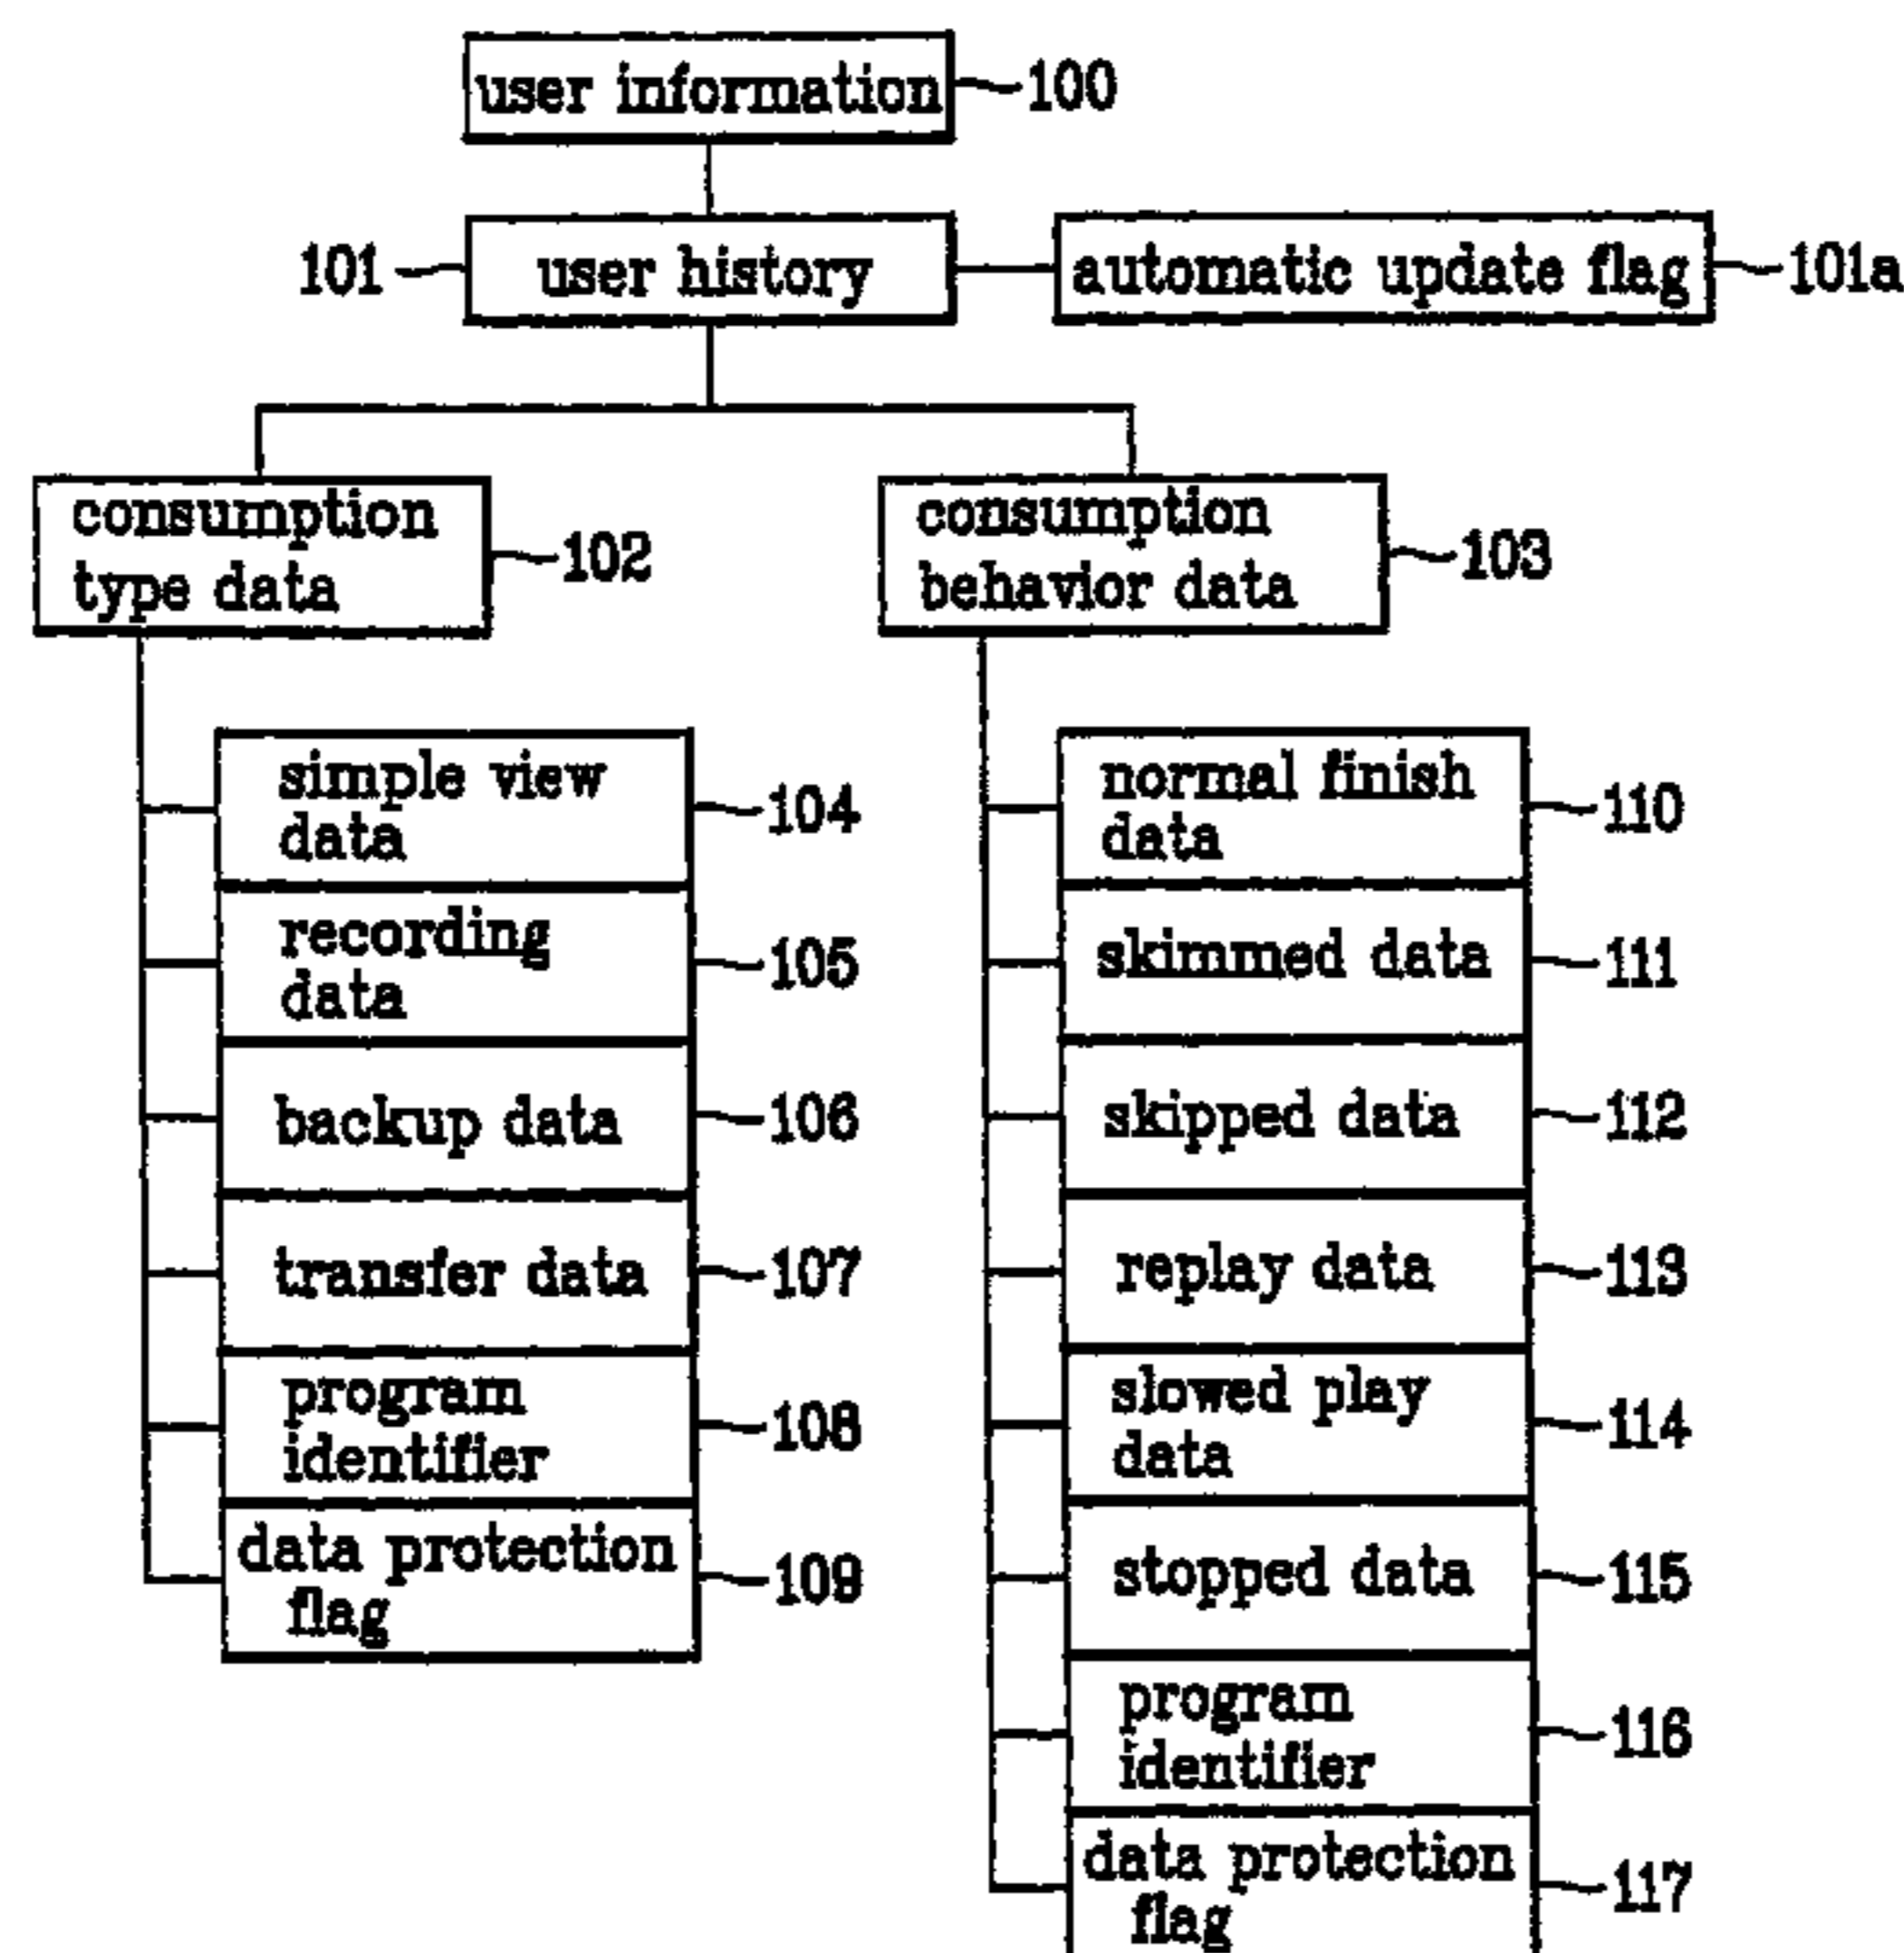 user information 100
101 user history automatic update flag 101a
consumption
type data 102
consumption
behavior data 103
simple view
data 104
recording
data 105
backup data 106
transfer data 107
program
identifier 108
data protection
flag 109
normal finish
data 110
skimmed data 111
skipped data 112
replay data 113
slowed play
data 114
stopped data 115
program
identifier 116
data protection
flag 117